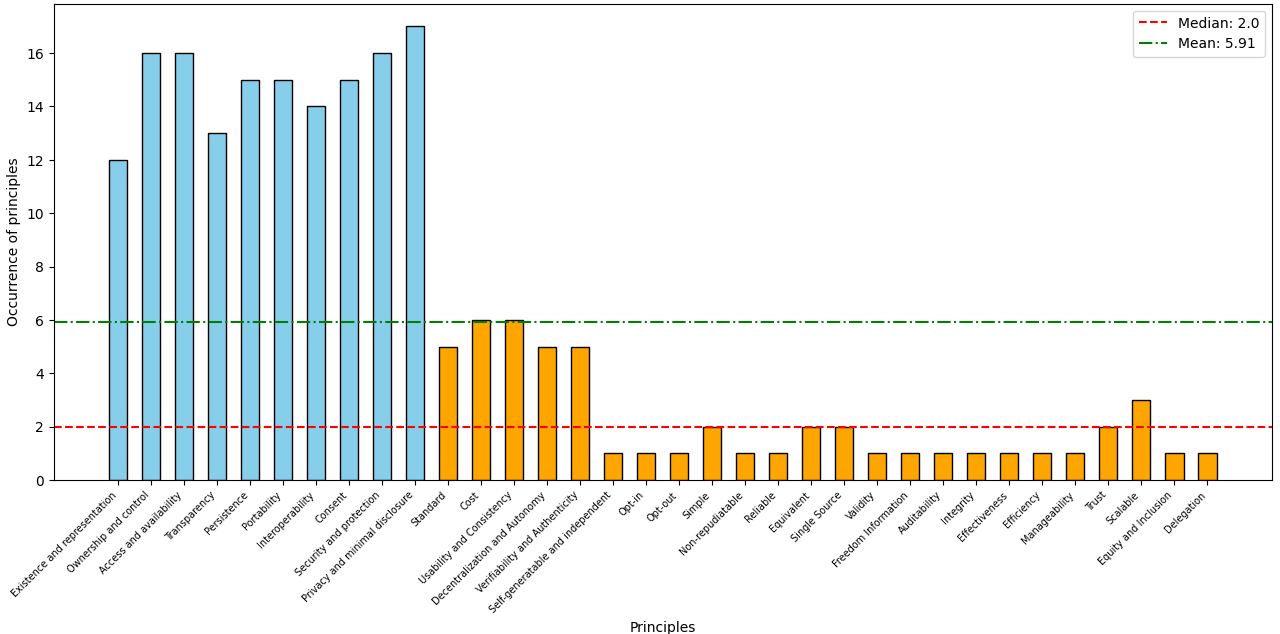 Median: 2.0
Mean: 5.91
Occurrence of principles
16
14
12
10
8
6
4
2
0
Existence and representation
Ownership and control
Access and availability
Transparency
Persistence
Portability
Interoperability
Consent
Security and protection
Privacy and minimal disclosure
Standard
Cost
Usability and Consistency
Decentralization and Autonomy
Verifiability and Authenticity
Self-generatable and independent
Opt-in
Opt-out
Simple
Non-repudiatable
Reliable
Equivalent
Single Source
Validity
Freedom Information
Auditability
Integrity
Effectiveness
Efficiency
Manageability
Trust
Scalable
Equity and Inclusion
Delegation
Principles